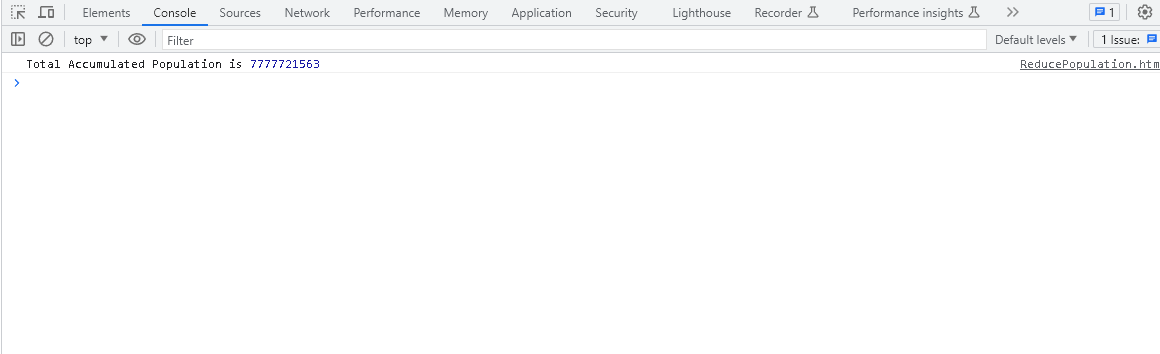 Elements Console Sources Network Performance Memory Application Security Lighthouse Recorder Performance insights 1
top Filter Default levels 1 Issue:
Total Accumulated Population is 7777721563 ReducePopulation.htm